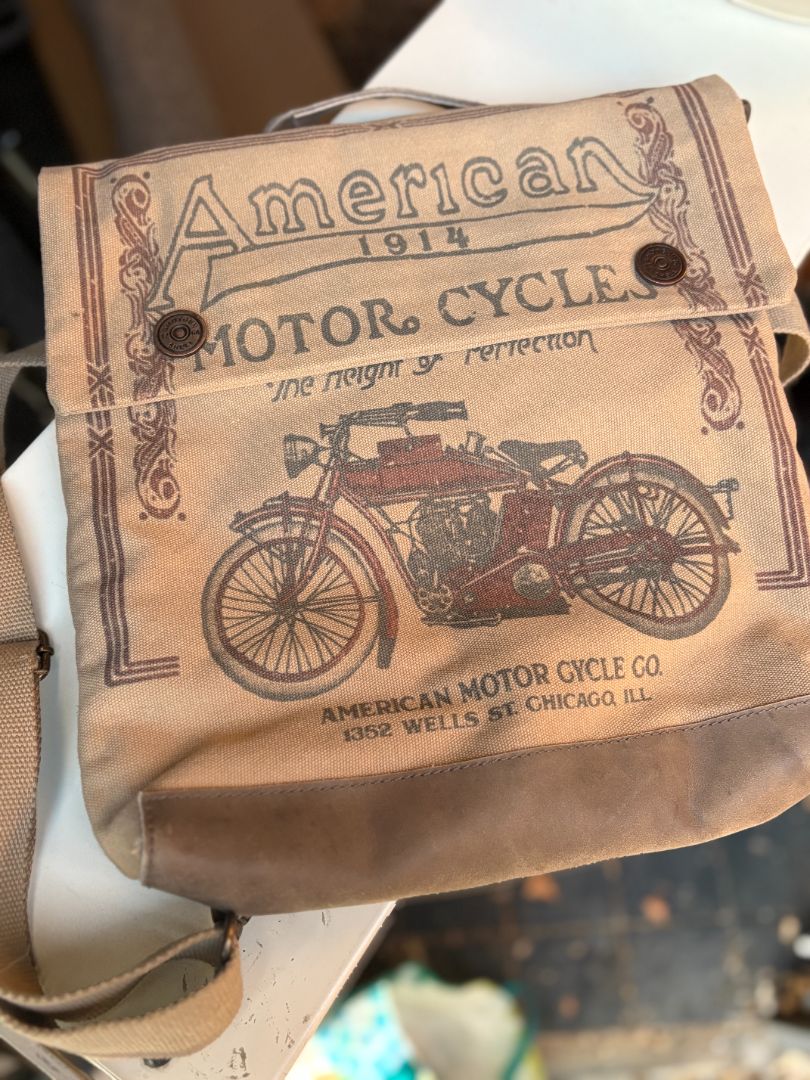 American
1914
MOTOR CYCLES
"The Height of Perfection
AMERICAN MOTOR CYCLE CO.
1352 WELLS ST. CHICAGO, ILL.